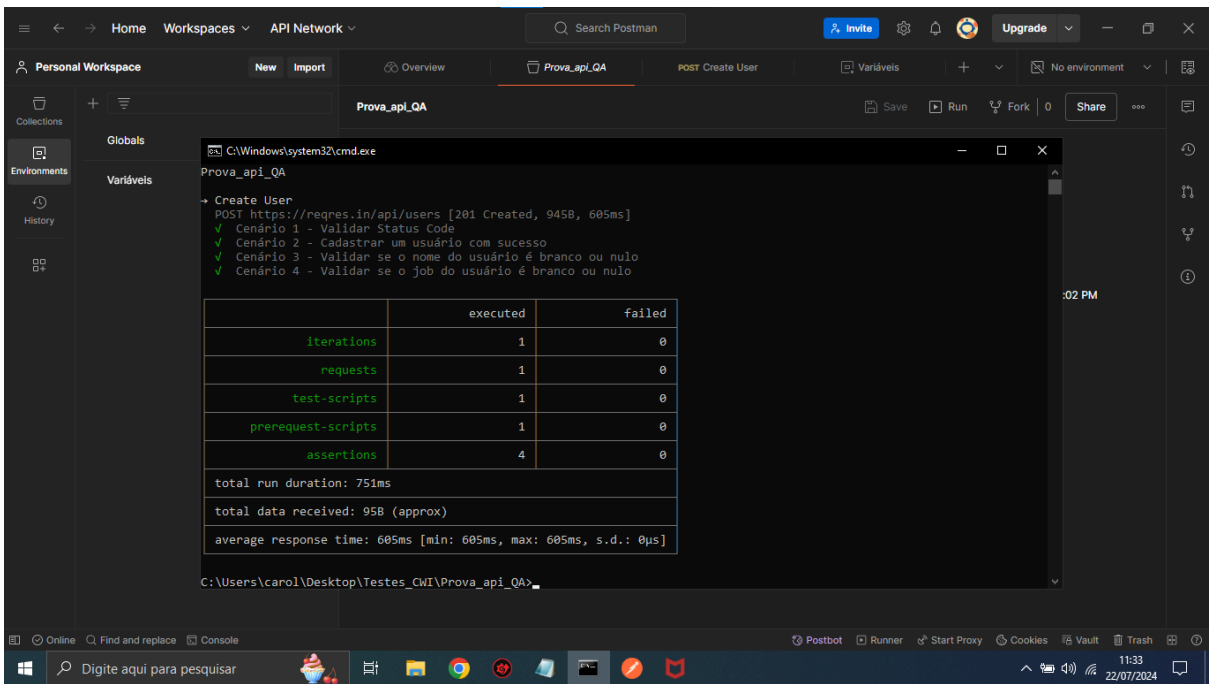 Home Workspaces API Network Search Postman Invite Upgrade
Personal Workspace New Import Overview Prova_api_QA POST Create User Variáveis No environment
Collections
Prova_api_QA Save Run Fork 0 Share
Globals
Environments
Variáveis
History
C:\Windows\system32\cmd.exe
Prova_api_QA
→ Create User
POST https://reqres.in/api/users [201 Created, 945B, 605ms]
√ Cenário 1 - Validar Status Code
√ Cenário 2 - Cadastrar um usuário com sucesso
√ Cenário 3 - Validar se o nome do usuário é branco ou nulo
√ Cenário 4 - Validar se o job do usuário é branco ou nulo
:02 PM
executed failed
iterations 1 0
requests 1 0
test-scripts 1 0
prerequest-scripts 1 0
assertions 4 0
total run duration: 751ms
total data received: 95B (approx)
average response time: 605ms [min: 605ms, max: 605ms, s.d.: 0µs]
C:\Users\carol\Desktop\Testes_CWI\Prova_api_QA>
Online Find and replace Console Postbot Runner Start Proxy Cookies Vault Trash
Digite aqui para pesquisar
11:33
22/07/2024